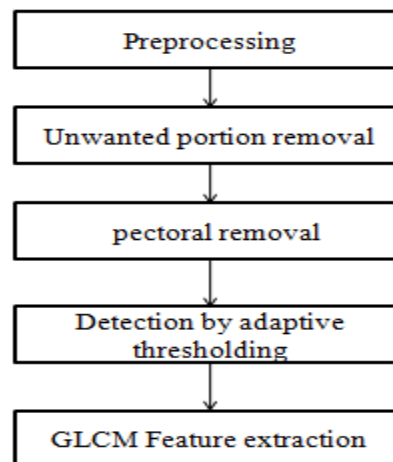 Preprocessing
Unwanted portion removal
pectoral removal
Detection by adaptive
thresholding
GLCM Feature extraction